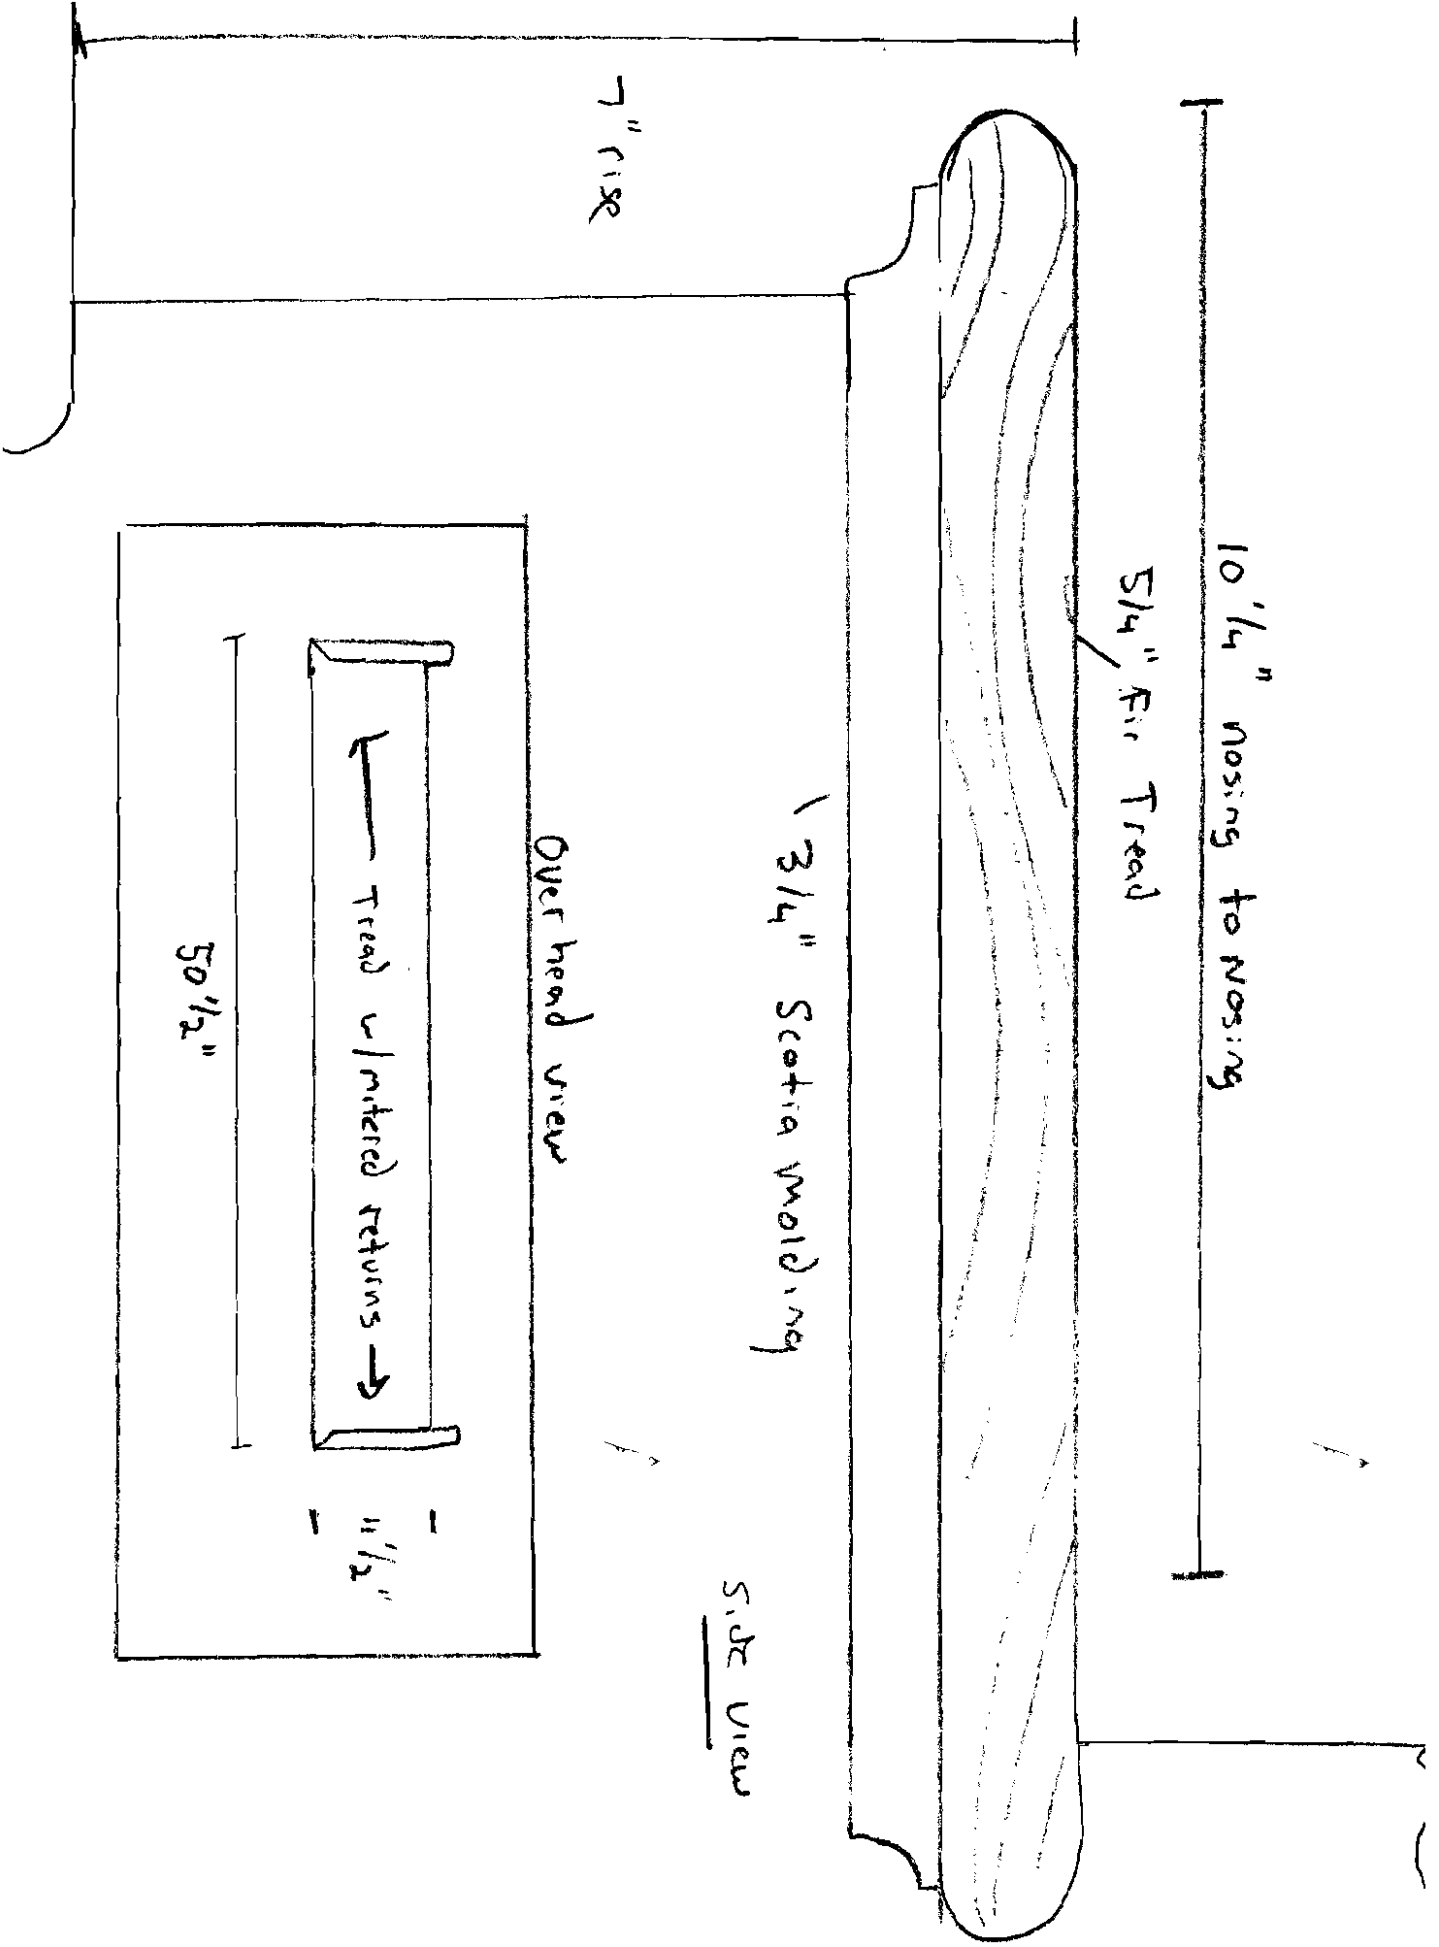 10 1/4" nosing to Nosing
5/4" Fir Tread
7" rise
3/4" Scotia molding
Side view
Over head view
← Tread w/mitered returns →
11 1/2"
50 1/2"